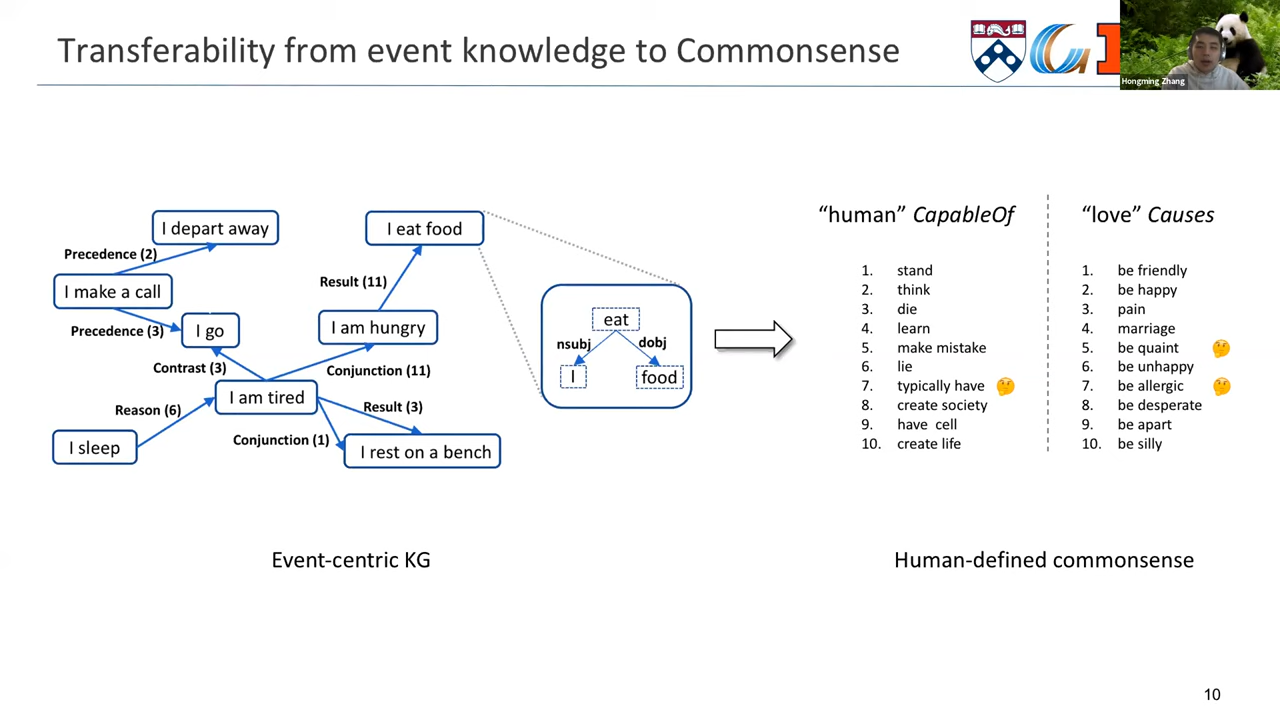 Transferability from event knowledge to Commonsense
Hongming Zhang
I depart away
Precedence (2)
I make a call
Precedence (3)
I go
Contrast (3)
I am tired
Reason (6)
I sleep
Conjunction (1)
I eat food
Result (11)
I am hungry
Conjunction (11)
Result (3)
I rest on a bench
eat
nsubj
dobj
I
food
Event-centric KG
“human” CapableOf
1. stand
2. think
3. die
4. learn
5. make mistake
6. lie
7. typically have 🤔
8. create society
9. have cell
10. create life
“love” Causes
1. be friendly
2. be happy
3. pain
4. marriage
5. be quaint 🤔
6. be unhappy
7. be allergic 🤔
8. be desperate
9. be apart
10. be silly
Human-defined commonsense
10